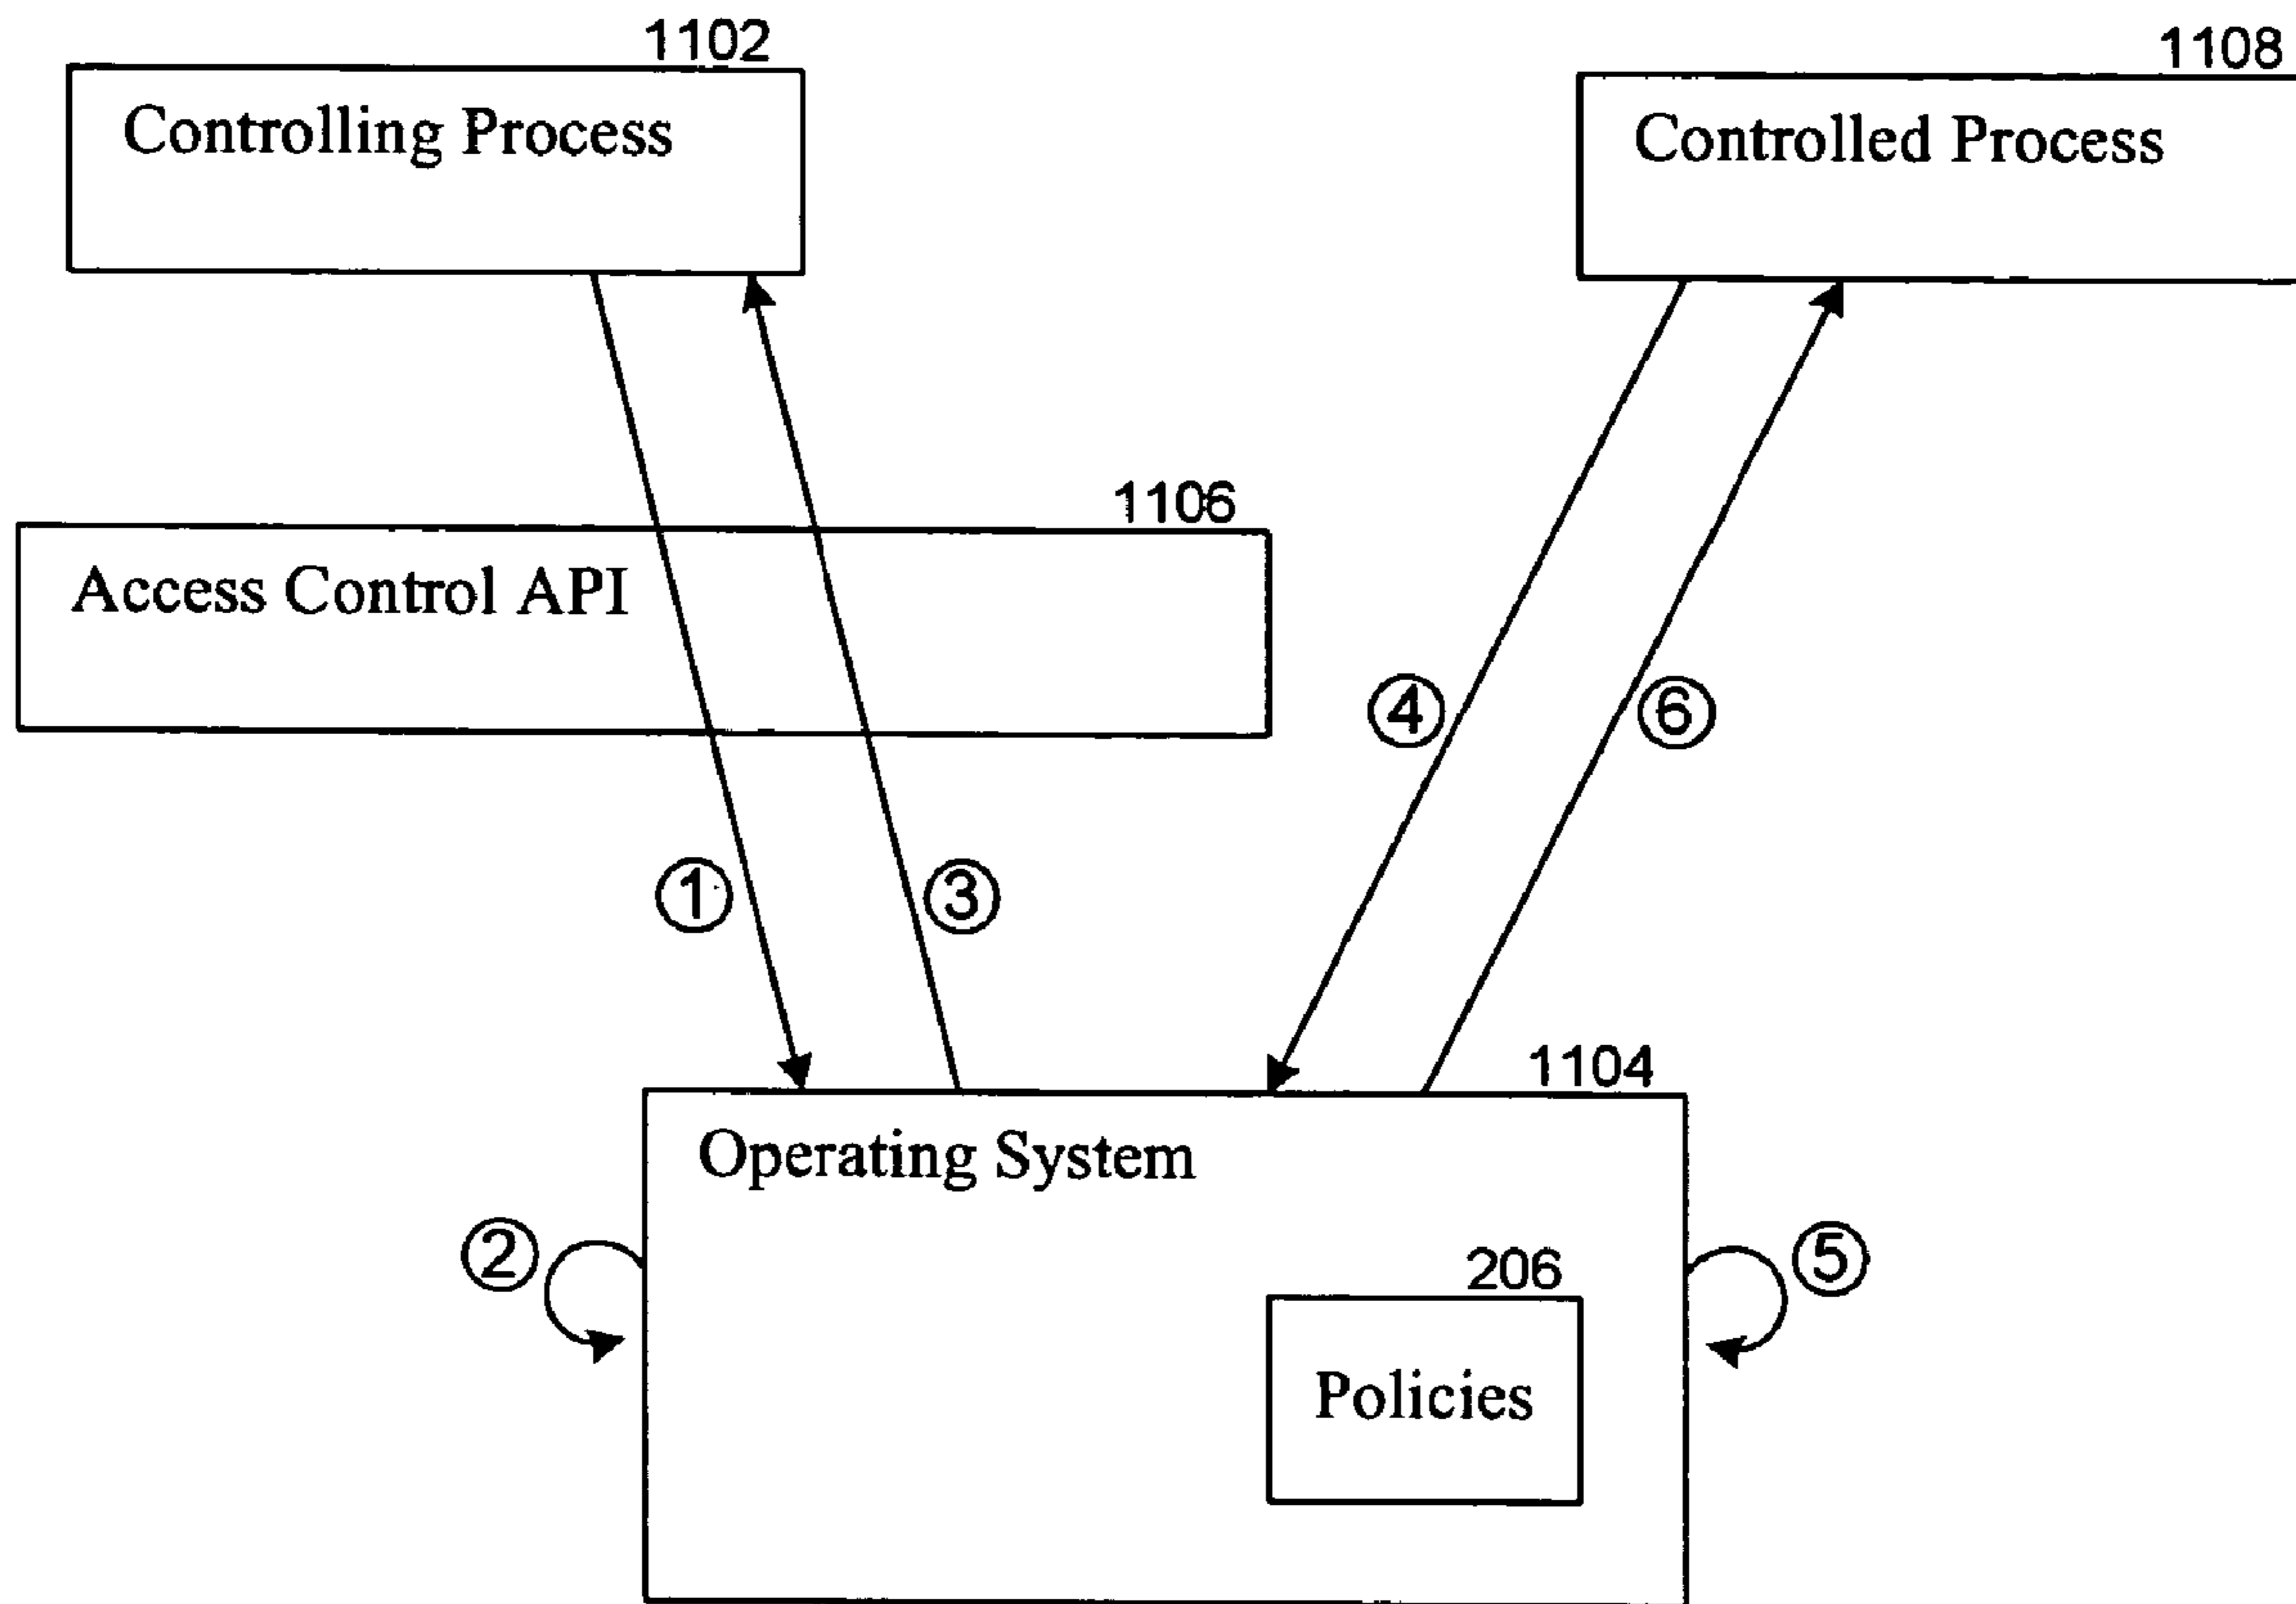 1102
Controlling Process
1108
Controlled Process
1106
Access Control API
④
⑥
①
③
1104
Operating System
②
⑤
206
Policies